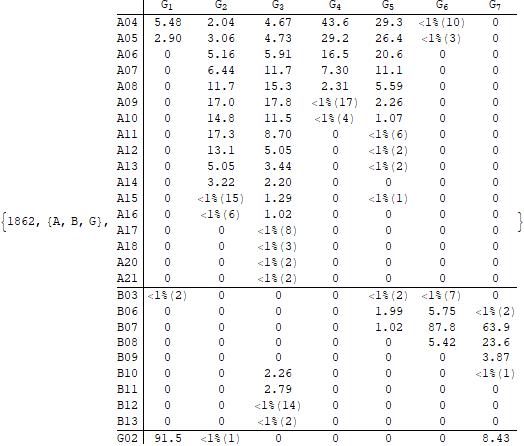 G1 G2 G3 G4 G5 G6 G7
A04 5.48 2.04 4.67 43.6 29.3 <1%(10) 0
A05 2.90 3.06 4.73 29.2 26.4 <1%(3) 0
A06 0 5.16 5.91 16.5 20.6 0 0
A07 0 6.44 11.7 7.30 11.1 0 0
A08 0 11.7 15.3 2.31 5.59 0 0
A09 0 17.0 17.8 <1%(17) 2.26 0 0
A10 0 14.8 11.5 <1%(4) 1.07 0 0
A11 0 17.3 8.70 0 <1%(6) 0 0
A12 0 13.1 5.05 0 <1%(2) 0 0
A13 0 5.05 3.44 0 <1%(2) 0 0
A14 0 3.22 2.20 0 0 0 0
A15 0 <1%(15) 1.29 0 <1%(1) 0 0
A16 0 <1%(6) 1.02 0 0 0 0
{1862, {A, B, G}, A17 0 0 <1%(8) 0 0 0 0 }
A18 0 0 <1%(3) 0 0 0 0
A20 0 0 <1%(2) 0 0 0 0
A21 0 0 <1%(2) 0 0 0 0
B03 <1%(2) 0 0 0 <1%(2) <1%(7) 0
B06 0 0 0 0 1.99 5.75 <1%(2)
B07 0 0 0 0 1.02 87.8 63.9
B08 0 0 0 0 0 5.42 23.6
B09 0 0 0 0 0 0 3.87
B10 0 0 2.26 0 0 0 <1%(1)
B11 0 0 2.79 0 0 0 0
B12 0 0 <1%(14) 0 0 0 0
B13 0 0 <1%(2) 0 0 0 0
G02 91.5 <1%(1) 0 0 0 0 8.43